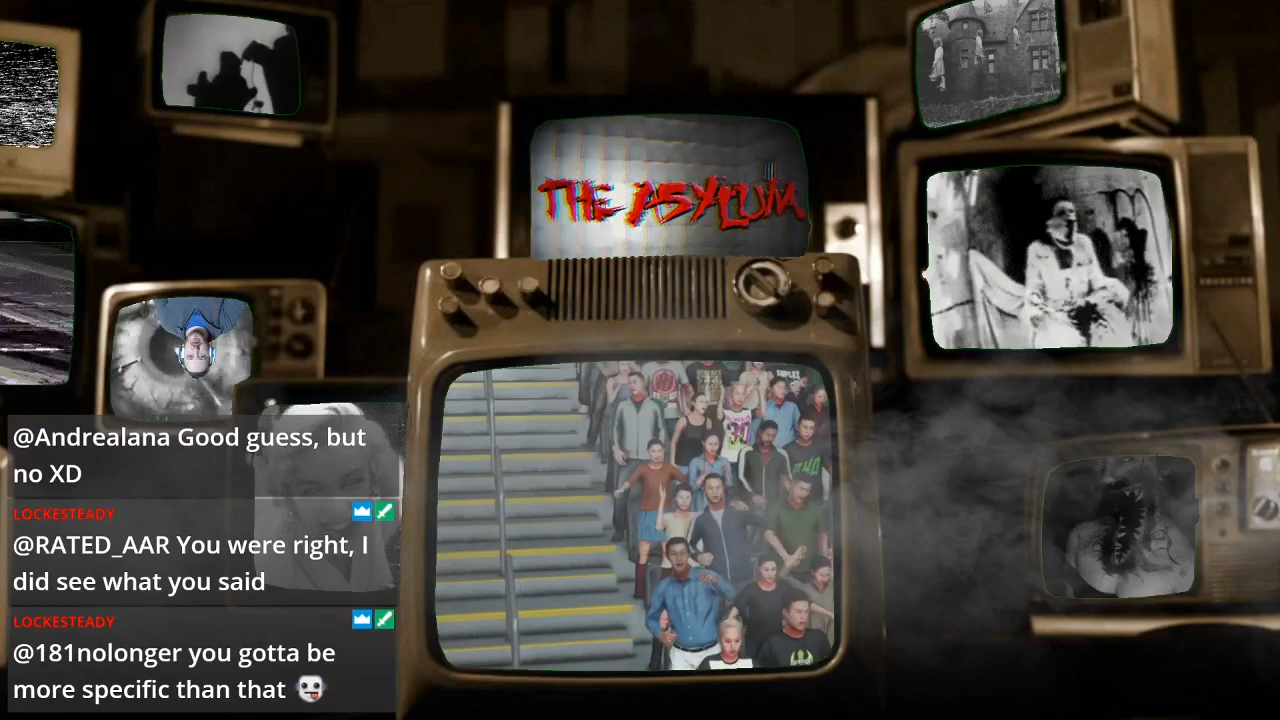 THE ASYLUM
@Andrealana Good guess, but
no XD
LOCKESTEADY
@RATED_AAR You were right, I
did see what you said
LOCKESTEADY
@181nolonger you gotta be
more specific than that